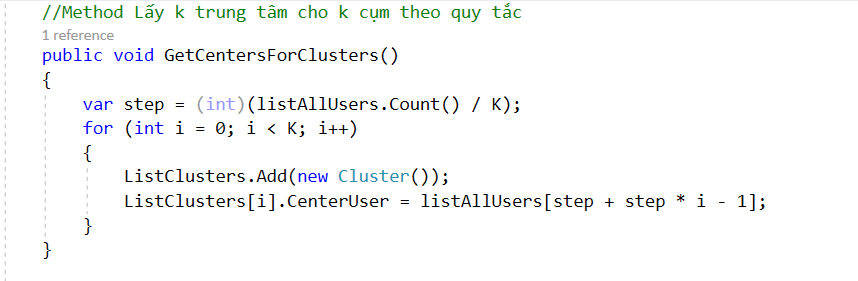 //Method Lấy k trung tâm cho k cụm theo quy tắc
1 reference
public void GetCentersForClusters()
{
var step = (int)(listAllUsers.Count() / K);
for (int i = 0; i < K; i++)
{
ListClusters.Add(new Cluster());
ListClusters[i].CenterUser = listAllUsers[step + step * i - 1];
}
}